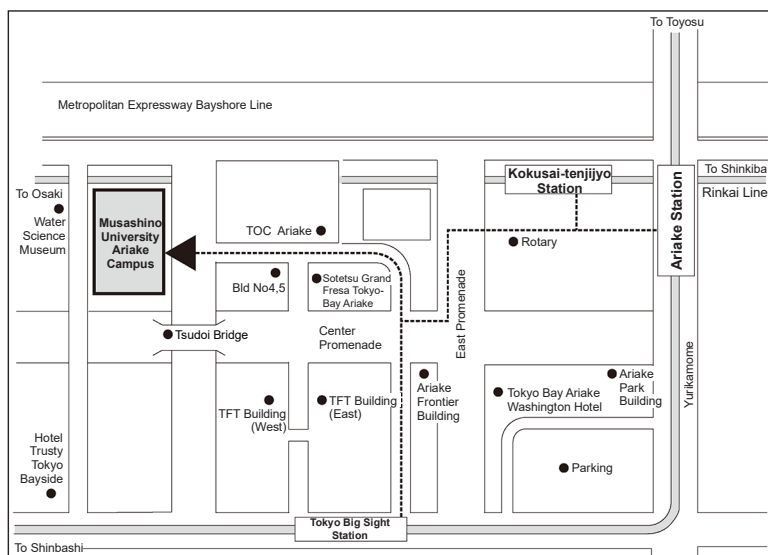 To Toyosu
Metropolitan Expressway Bayshore Line
To Osaki
Water
Science
Museum
Musashino
University
Ariake
Campus
TOC Ariake
Kokusai-tenjijyo
Station
To Shinkiba
Rinkai Line
Ariake Station
Rotary
Bld No4,5
Sotetsu Grand
Fresa Tokyo-
Bay Ariake
Tsudoi Bridge
Center
Promenade
East Promenade
Yurikamome
TFT Building
(West)
TFT Building
(East)
Ariake
Frontier
Building
Tokyo Bay Ariake
Washington Hotel
Ariake
Park
Building
Hotel
Trusty
Tokyo
Bayside
Parking
Tokyo Big Sight
Station
To Shinbashi